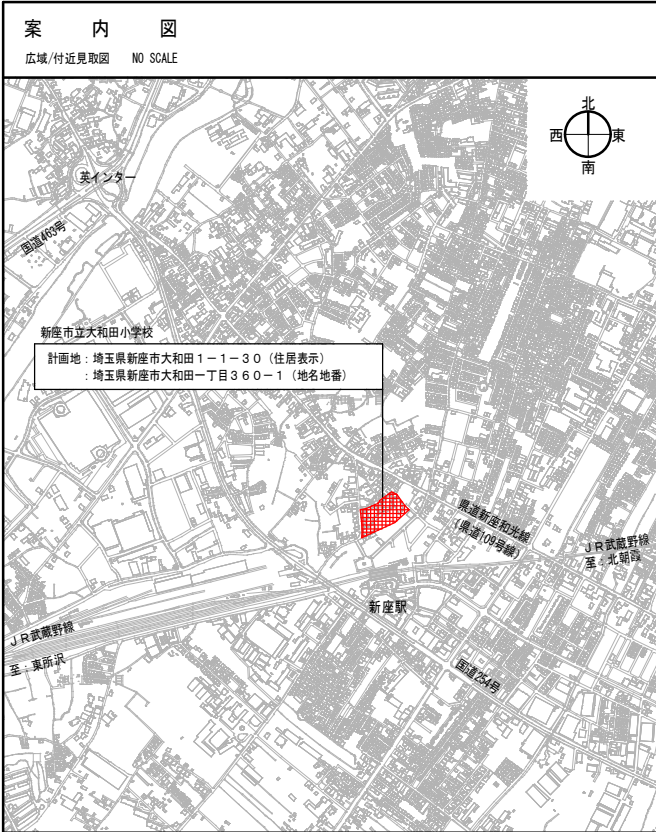 案　内　図
広域/付近見取図　NO SCALE
北
西　東
南
英インター
国道463号
新座市立大和田小学校
計画地：埼玉県新座市大和田１－１－３０（住居表示）
：埼玉県新座市大和田一丁目３６０－１（地名地番）
県道新座和光線
（県道109号線）
ＪＲ武蔵野線
至：北朝霞
新座駅
ＪＲ武蔵野線
至：東所沢
国道254号